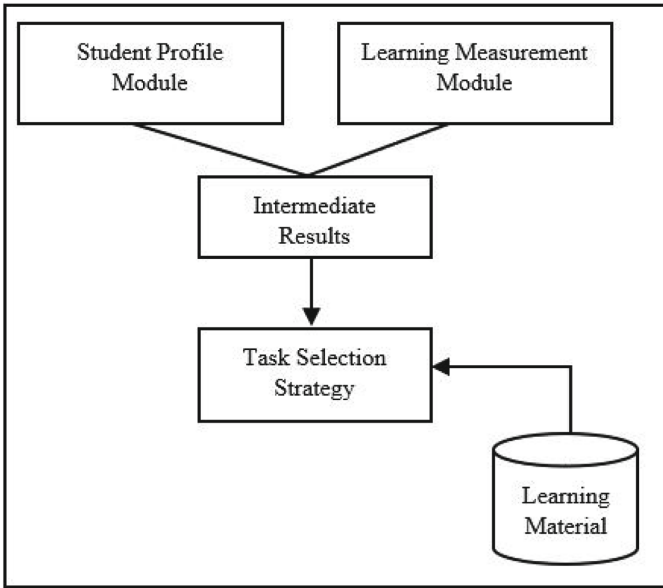 Student Profile
Module
Learning Measurement
Module
Intermediate
Results
Task Selection
Strategy
Learning
Material